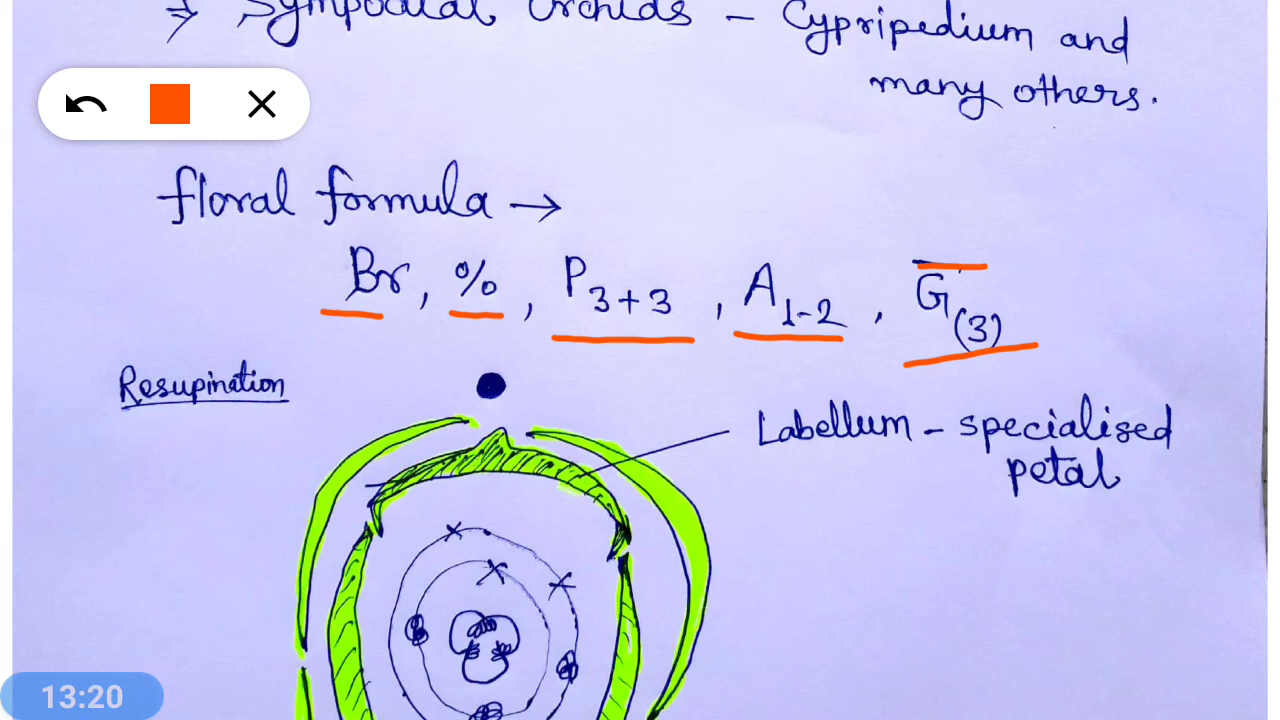 → Sympodial Orchids - Cypripedium and
many others.
floral formula →
Br, %, P3+3, A1-2, G(3)
Resupination
Labellum - specialised
petal
13:20